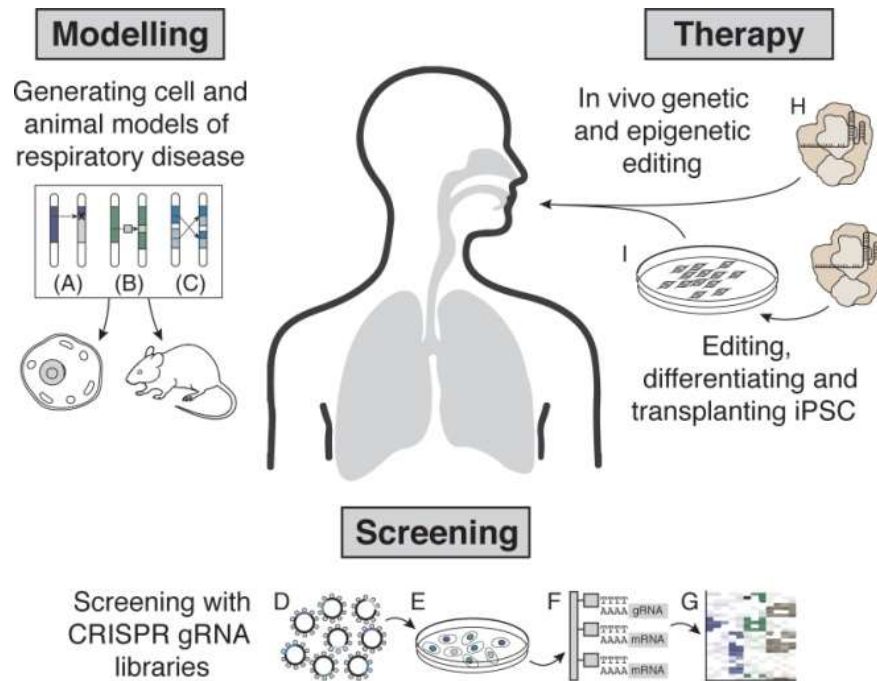 Modelling
Generating cell and
animal models of
respiratory disease
(A) (B) (C)
Therapy
In vivo genetic
and epigenetic
editing
H
I
Editing,
differentiating and
transplanting iPSC
Screening
Screening with
CRISPR gRNA
libraries
D
E
F
TTTT
AAAA gRNA
TTTT
AAAA mRNA
TTTT
AAAA mRNA
G